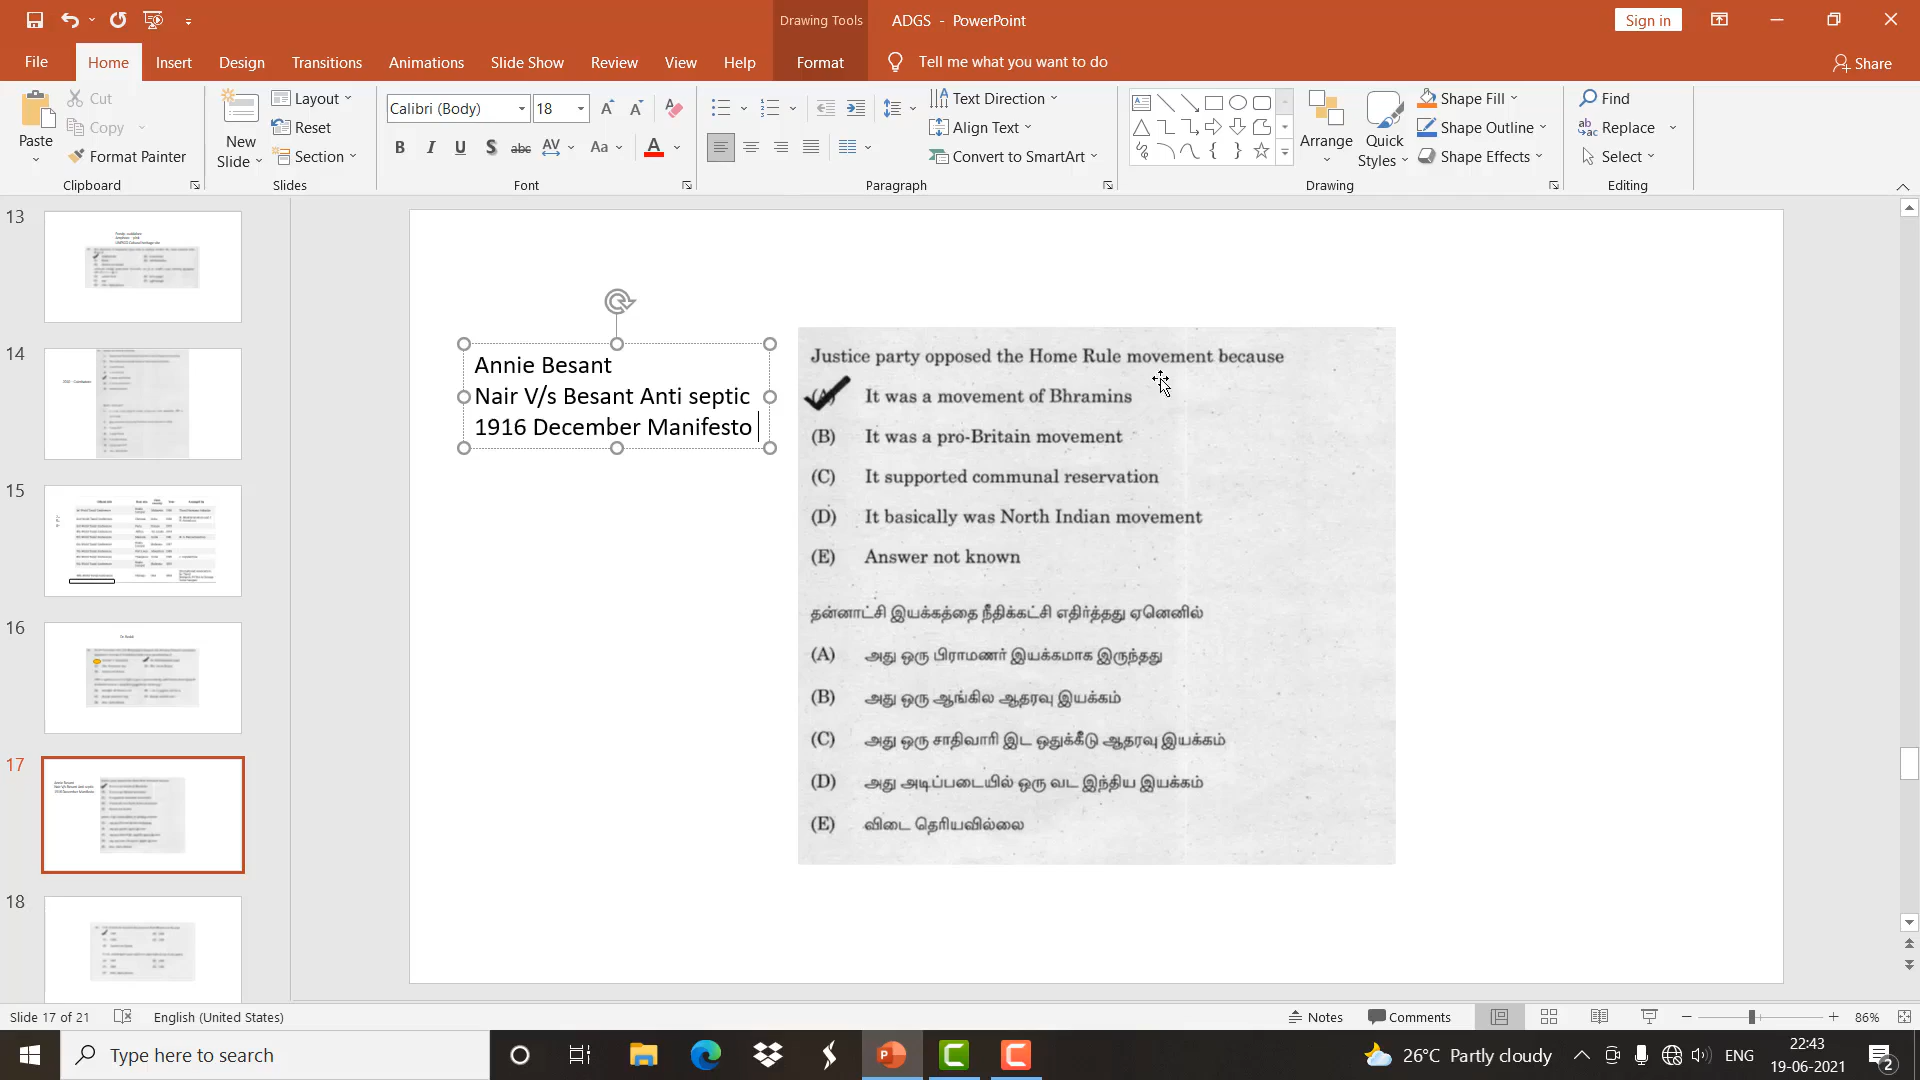 Drawing Tools
ADGS - PowerPoint
Sign in
File
Home
Insert
Design
Transitions
Animations
Slide Show
Review
View
Help
Format
Tell me what you want to do
Share
Paste
Cut
Copy
Format Painter
Clipboard
New
Slide
Layout
Reset
Section
Slides
Calibri (Body)
18
B
I
U
S
abc
AV
Aa
A
Font
Text Direction
Align Text
Convert to SmartArt
Paragraph
Arrange
Quick
Styles
Shape Fill
Shape Outline
Shape Effects
Drawing
Find
Replace
Select
Editing
13
14
15
16
17
18
Annie Besant
Nair V/s Besant Anti septic
1916 December Manifesto
Justice party opposed the Home Rule movement because
(A) It was a movement of Bhramins
(B) It was a pro-Britain movement
(C) It supported communal reservation
(D) It basically was North Indian movement
(E) Answer not known
தன்னாட்சி இயக்கத்தை நீதிக்கட்சி எதிர்த்தது ஏனெனில்
(A) அது ஒரு பிராமணர் இயக்கமாக இருந்தது
(B) அது ஒரு ஆங்கில ஆதரவு இயக்கம்
(C) அது ஒரு சாதிவாரி இட ஒதுக்கீடு ஆதரவு இயக்கம்
(D) அது அடிப்படையில் ஒரு வட இந்திய இயக்கம்
(E) விடை தெரியவில்லை
Slide 17 of 21
English (United States)
Notes
Comments
86%
Type here to search
26°C Partly cloudy
ENG
22:43
19-06-2021
2